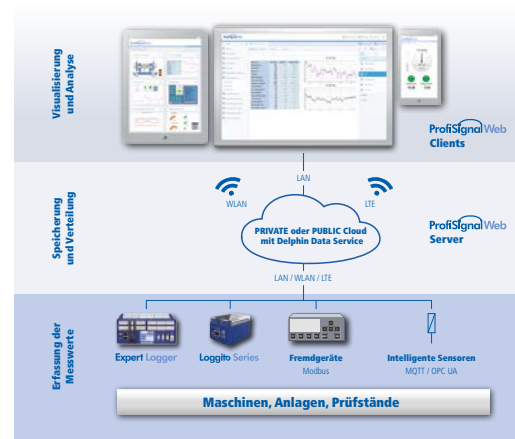 Visualisierung
und Analyse
ProfiSignal Web
Clients
LAN
WLAN
LTE
Speicherung
und Verteilung
PRIVATE oder PUBLIC Cloud
mit Delphin Data Service
ProfiSignal Web
Server
LAN / WLAN / LTE
Erfassung der
Messwerte
Expert Logger
Loggito Series
Fremdgeräte
Modbus
Intelligente Sensoren
MQTT / OPC UA
Maschinen, Anlagen, Prüfstände